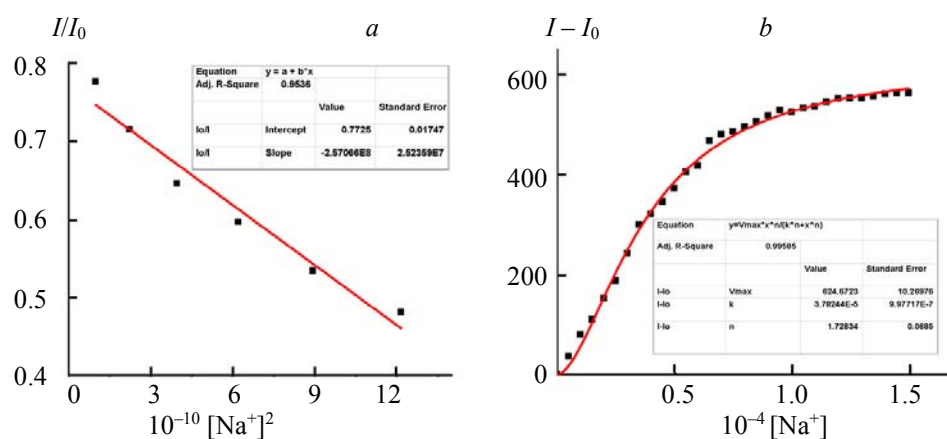 I/I₀ a
0.8
0.7
0.6
0.5
0.4
0 3 6 9 12
10⁻¹⁰ [Na⁺]²
Equation y = a + b*x
Adj. R-Square 0.9536
Value Standard Error
Io/I Intercept 0.7725 0.01747
Io/I Slope -2.57066E8 2.52359E7
I – I₀ b
600
400
200
0
0.5 1.0 1.5
10⁻⁴ [Na⁺]
Equation y=Vmax*x^n/(k^n+x^n)
Adj. R-Square 0.99585
Value Standard Error
I-Io Vmax 624.6723 10.26976
I-Io k 3.78244E-5 9.97717E-7
I-Io n 1.72834 0.0685